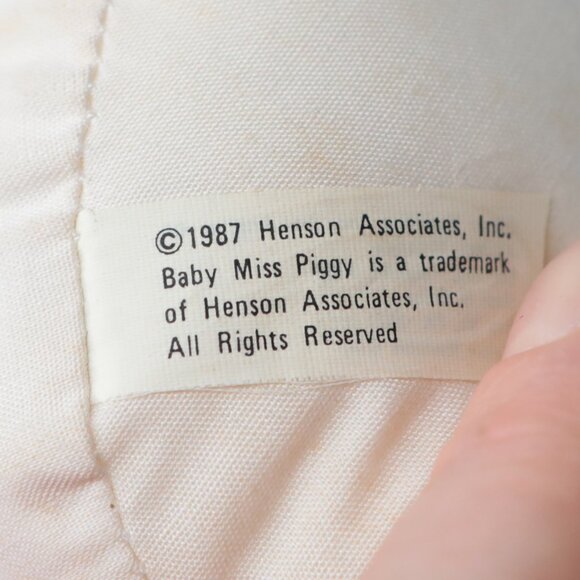 ©1987 Henson Associates, Inc.
Baby Miss Piggy is a trademark
of Henson Associates, Inc.
All Rights Reserved